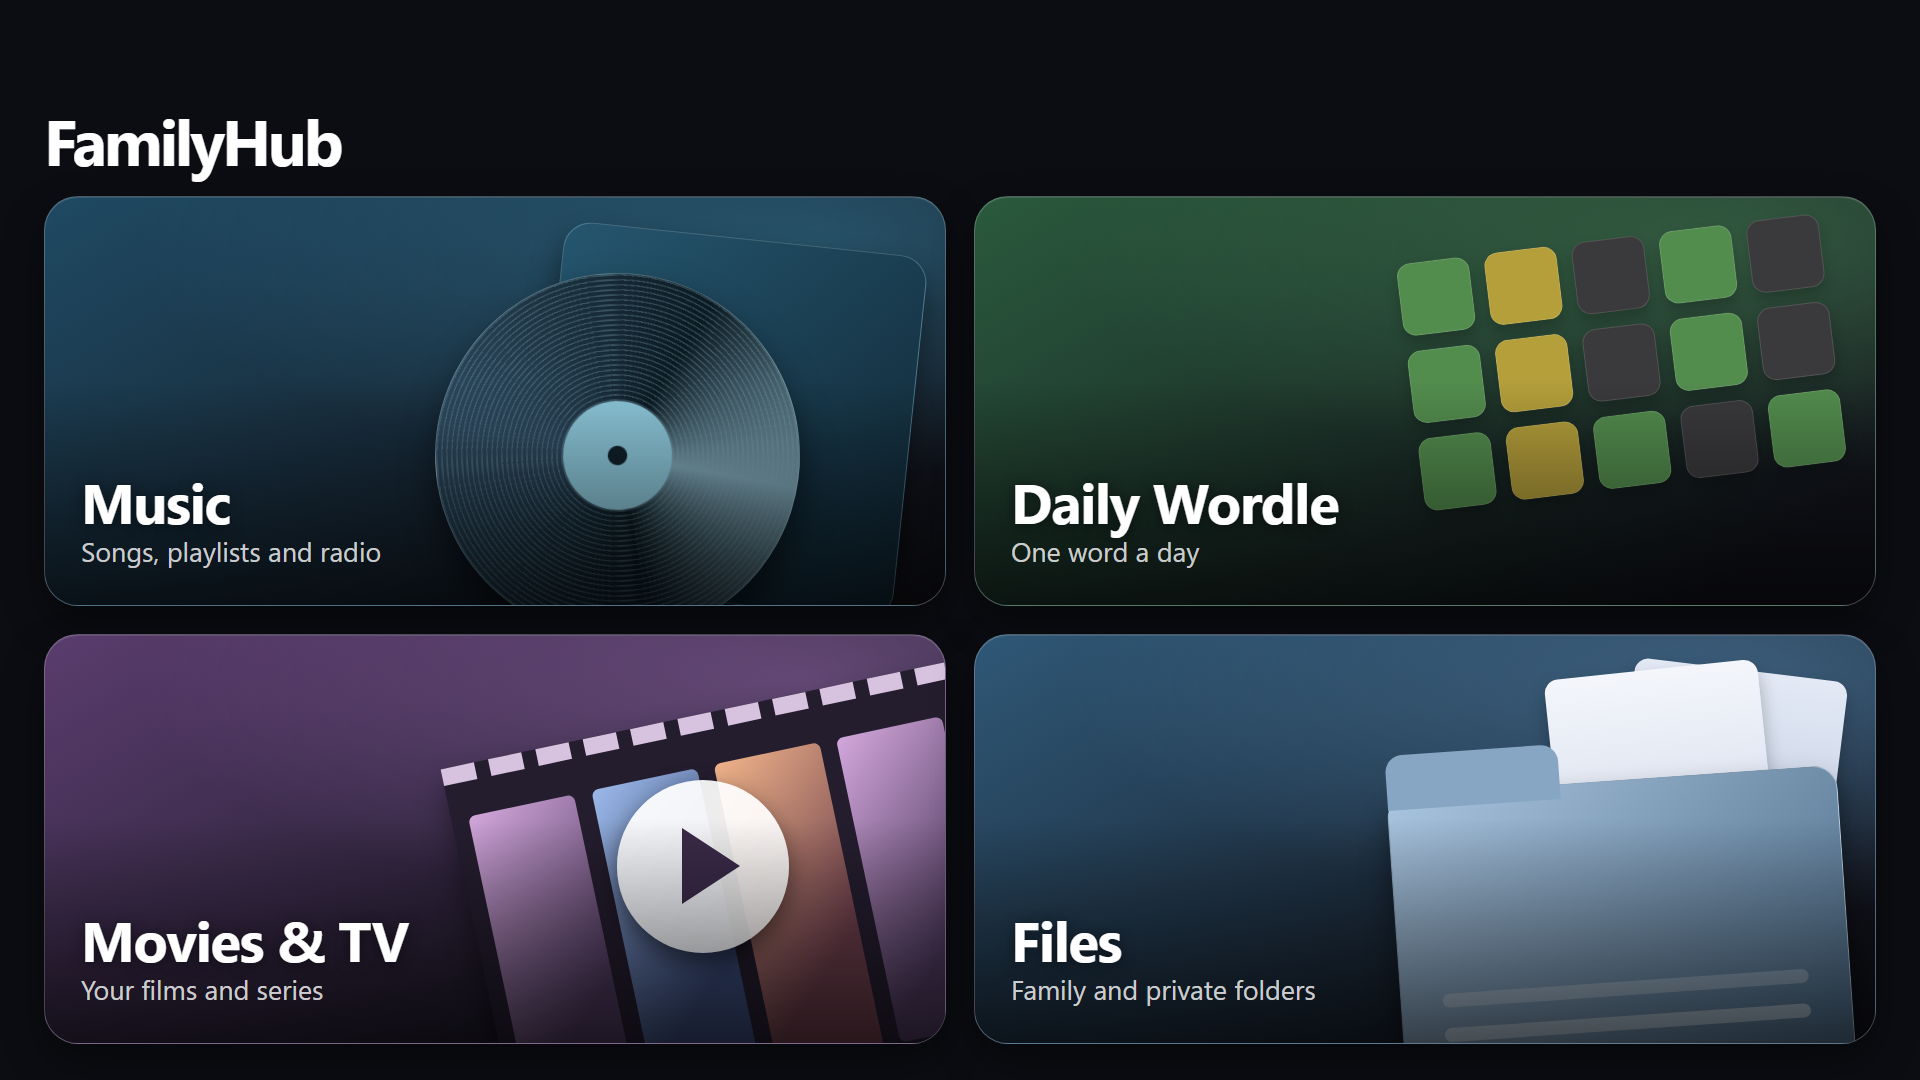 FamilyHub
Music
Songs, playlists and radio
Daily Wordle
One word a day
Movies & TV
Your films and series
Files
Family and private folders